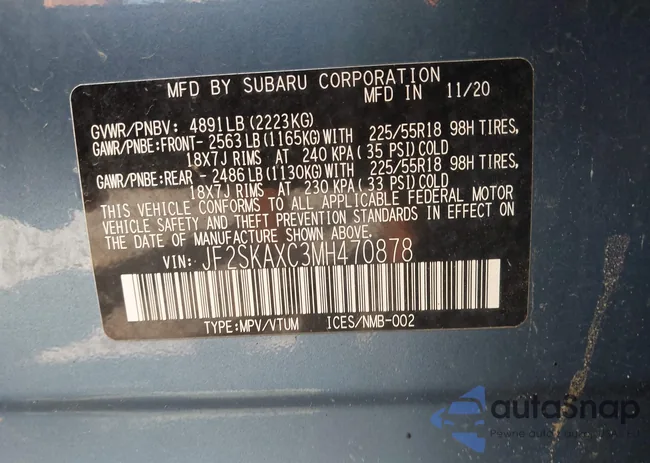 MFD BY SUBARU CORPORATION
MFD IN 11/20
GVWR/PNBV: 4891LB (2223KG)
GAWR/PNBE:FRONT- 2563 LB (1165KG) WITH 225/55R18 98H TIRES,
18X7J RIMS AT 240 KPA (35 PSI) COLD
GAWR/PNBE:REAR - 2486 LB (1130KG) WITH 225/55R18 98H TIRES,
18X7J RIMS AT 230 KPA (33 PSI) COLD
THIS VEHICLE CONFORMS TO ALL APPLICABLE FEDERAL MOTOR
VEHICLE SAFETY AND THEFT PREVENTION STANDARDS IN EFFECT ON
THE DATE OF MANUFACTURE SHOWN ABOVE.
VIN: JF2SKAXC3MH470878
TYPE:MPV/VTUM ICES/NMB-002
autoSnap